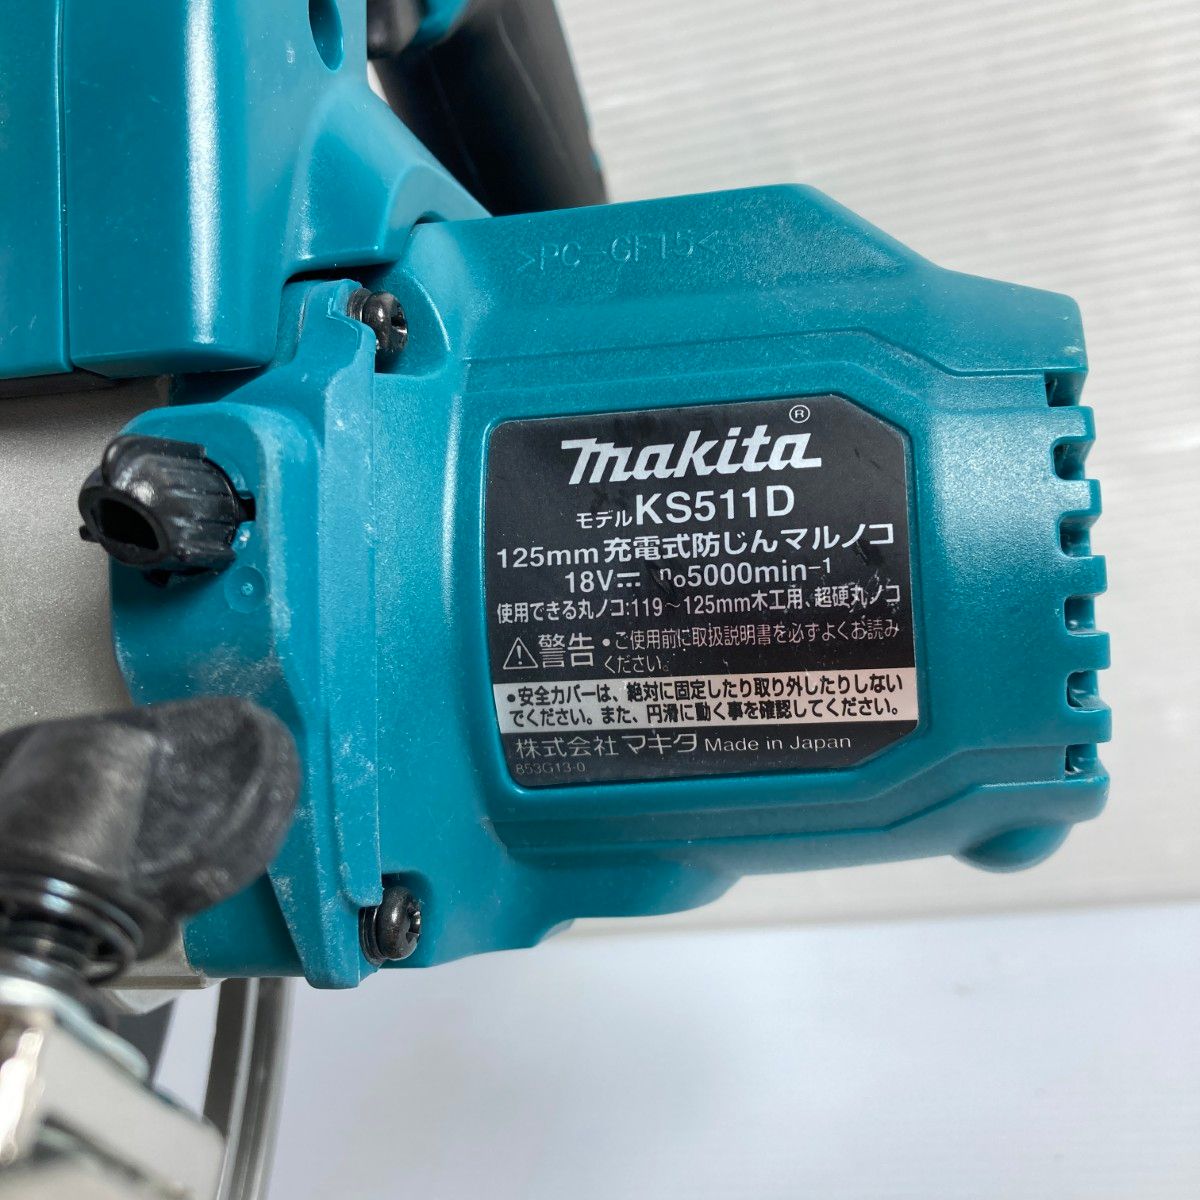 >PC-GF15<
makita®
モデルKS511D
125mm 充電式防じんマルノコ
18V⎓ n₀5000min⁻¹
使用できる丸ノコ:119～125mm木工用、超硬丸ノコ
⚠警告 •ご使用前に取扱説明書を必ずよくお読み
ください。
•安全カバーは、絶対に固定したり取り外したりしない
でください。また、円滑に動く事を確認してください。
株式会社 マキタ Made in Japan
853G13-0